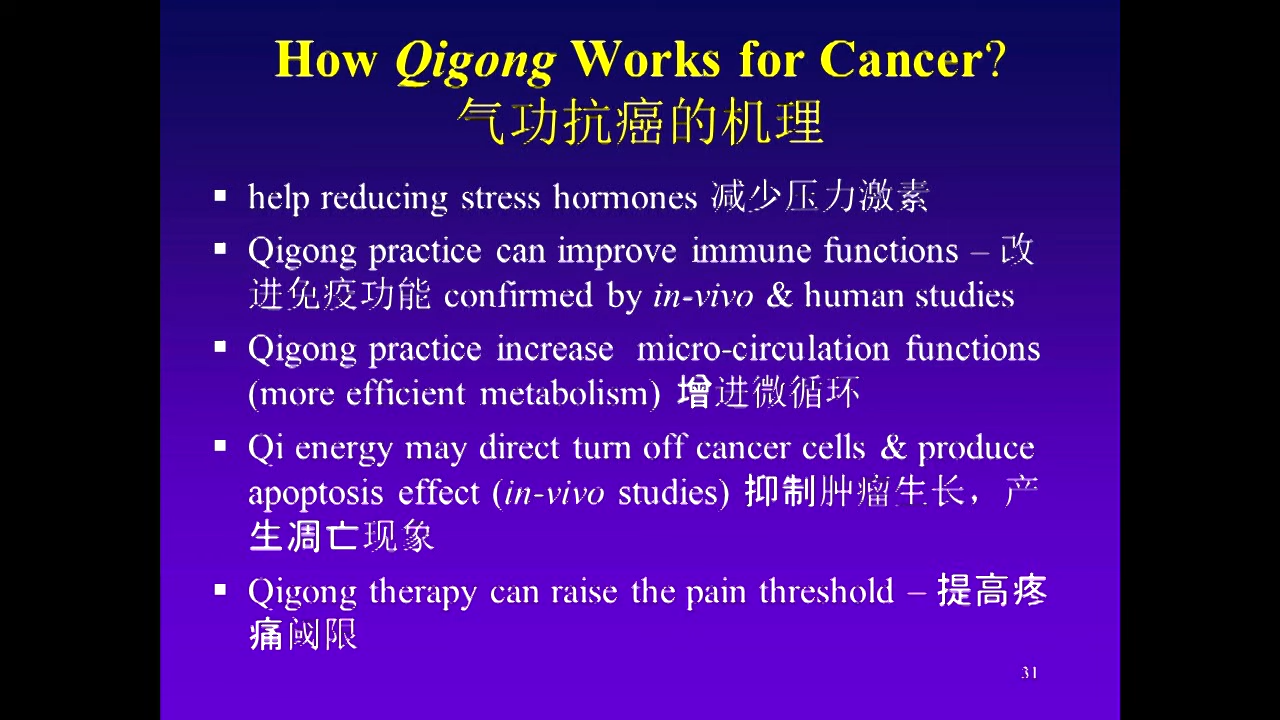 How Qigong Works for Cancer?
气功抗癌的机理
▪ help reducing stress hormones 减少压力激素
▪ Qigong practice can improve immune functions – 改
进免疫功能 confirmed by in-vivo & human studies
▪ Qigong practice increase micro-circulation functions
(more efficient metabolism) 增进微循环
▪ Qi energy may direct turn off cancer cells & produce
apoptosis effect (in-vivo studies) 抑制肿瘤生长，产
生凋亡现象
▪ Qigong therapy can raise the pain threshold – 提高疼
痛阈限
31